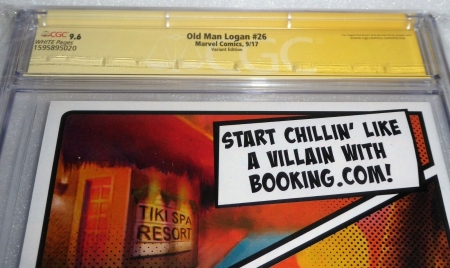 CGC 9.6
WHITE Pages
1595895020
Old Man Logan #26
Marvel Comics, 9/17
Variant Edition
CGC
START CHILLIN' LIKE
A VILLAIN WITH
BOOKING.COM!
TIKI SPA
RESORT